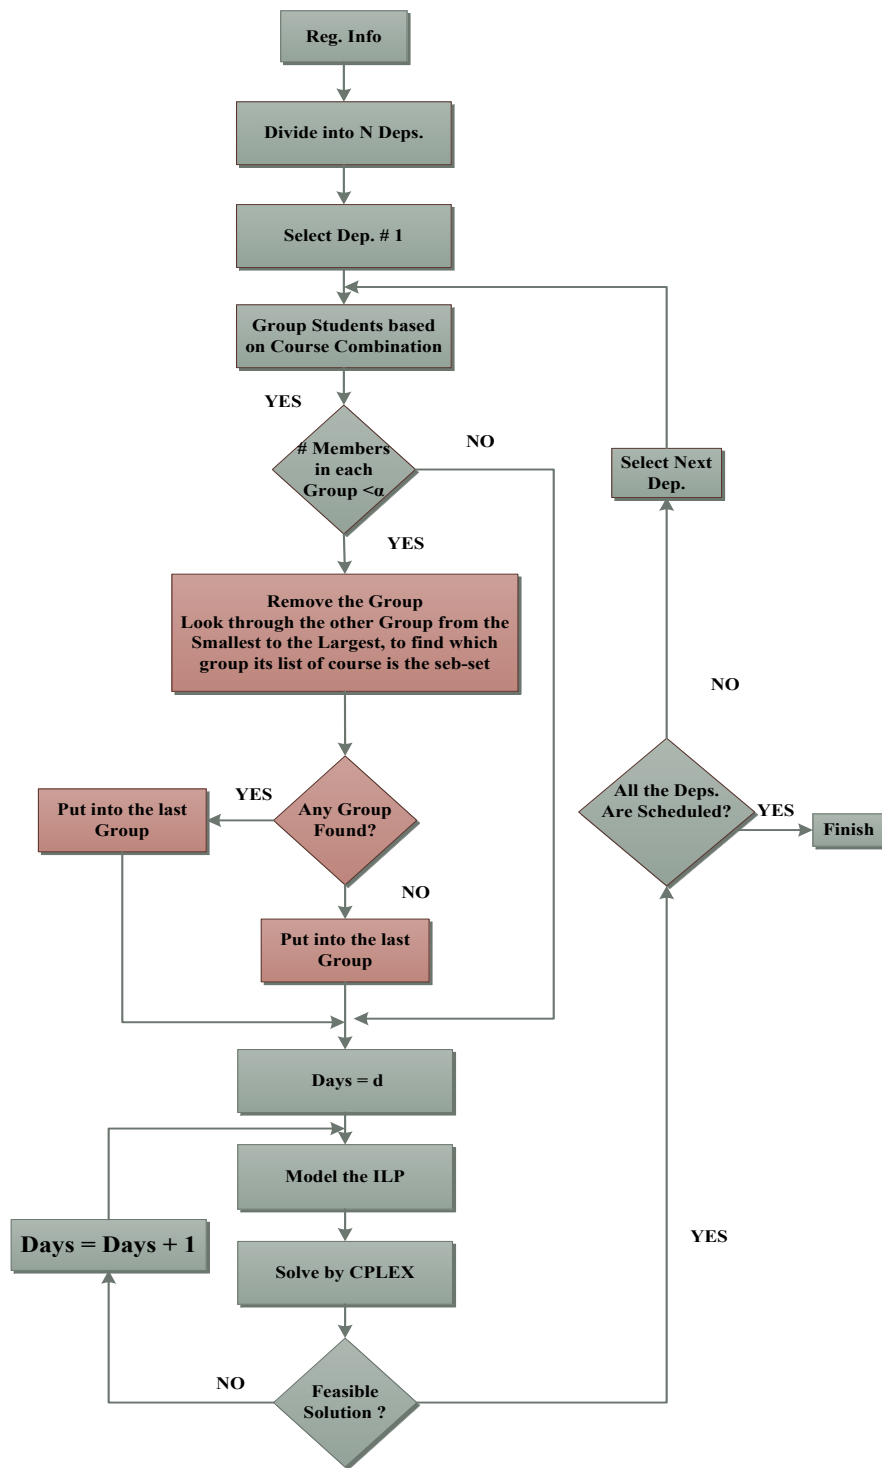 Reg. Info
Divide into N Deps.
Select Dep. # 1
Group Students based
on Course Combination
YES
# Members
in each
Group <α
NO
YES
Select Next
Dep.
Remove the Group
Look through the other Group from the
Smallest to the Largest, to find which
group its list of course is the seb-set
NO
Any Group
Found?
YES
Put into the last
Group
NO
Put into the last
Group
All the Deps.
Are Scheduled?
YES
Finish
Days = d
Model the ILP
Days = Days + 1
Solve by CPLEX
YES
NO
Feasible
Solution ?